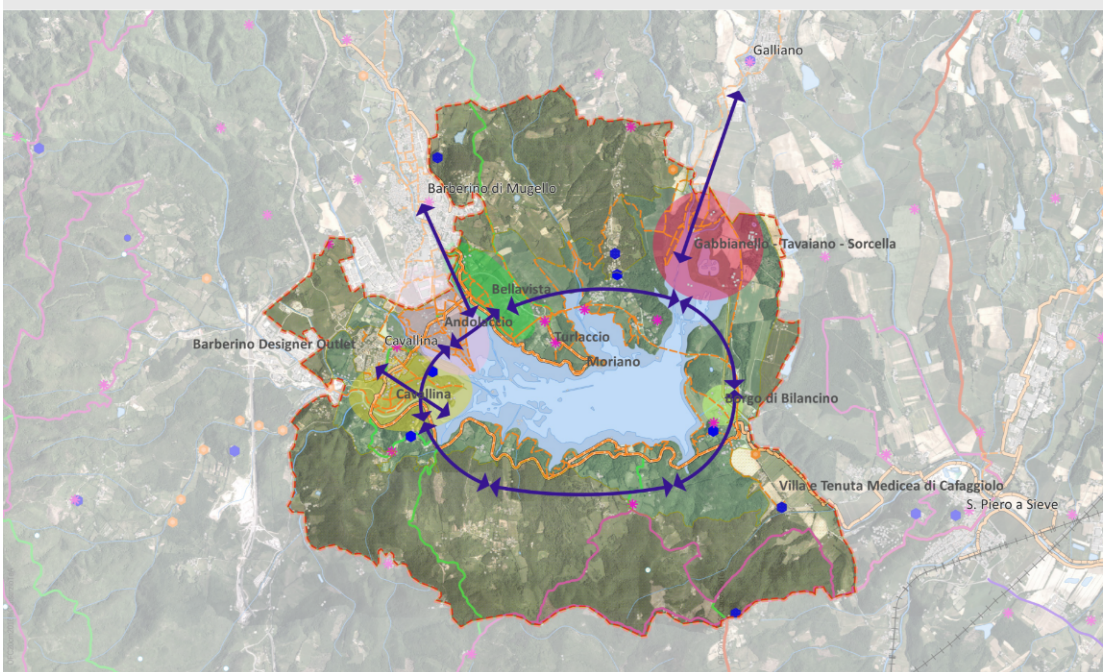 Galliano
Barberino di Mugello
Gabbianello - Tavaiano - Sorcella
Bellavista
Andolaccio
Turlaccio
Cavallina
Barberino Designer Outlet
Moriano
Cavallina
Borgo di Bilancino
Villa e Tenuta Medicea di Cafaggiolo
S. Piero a Sieve